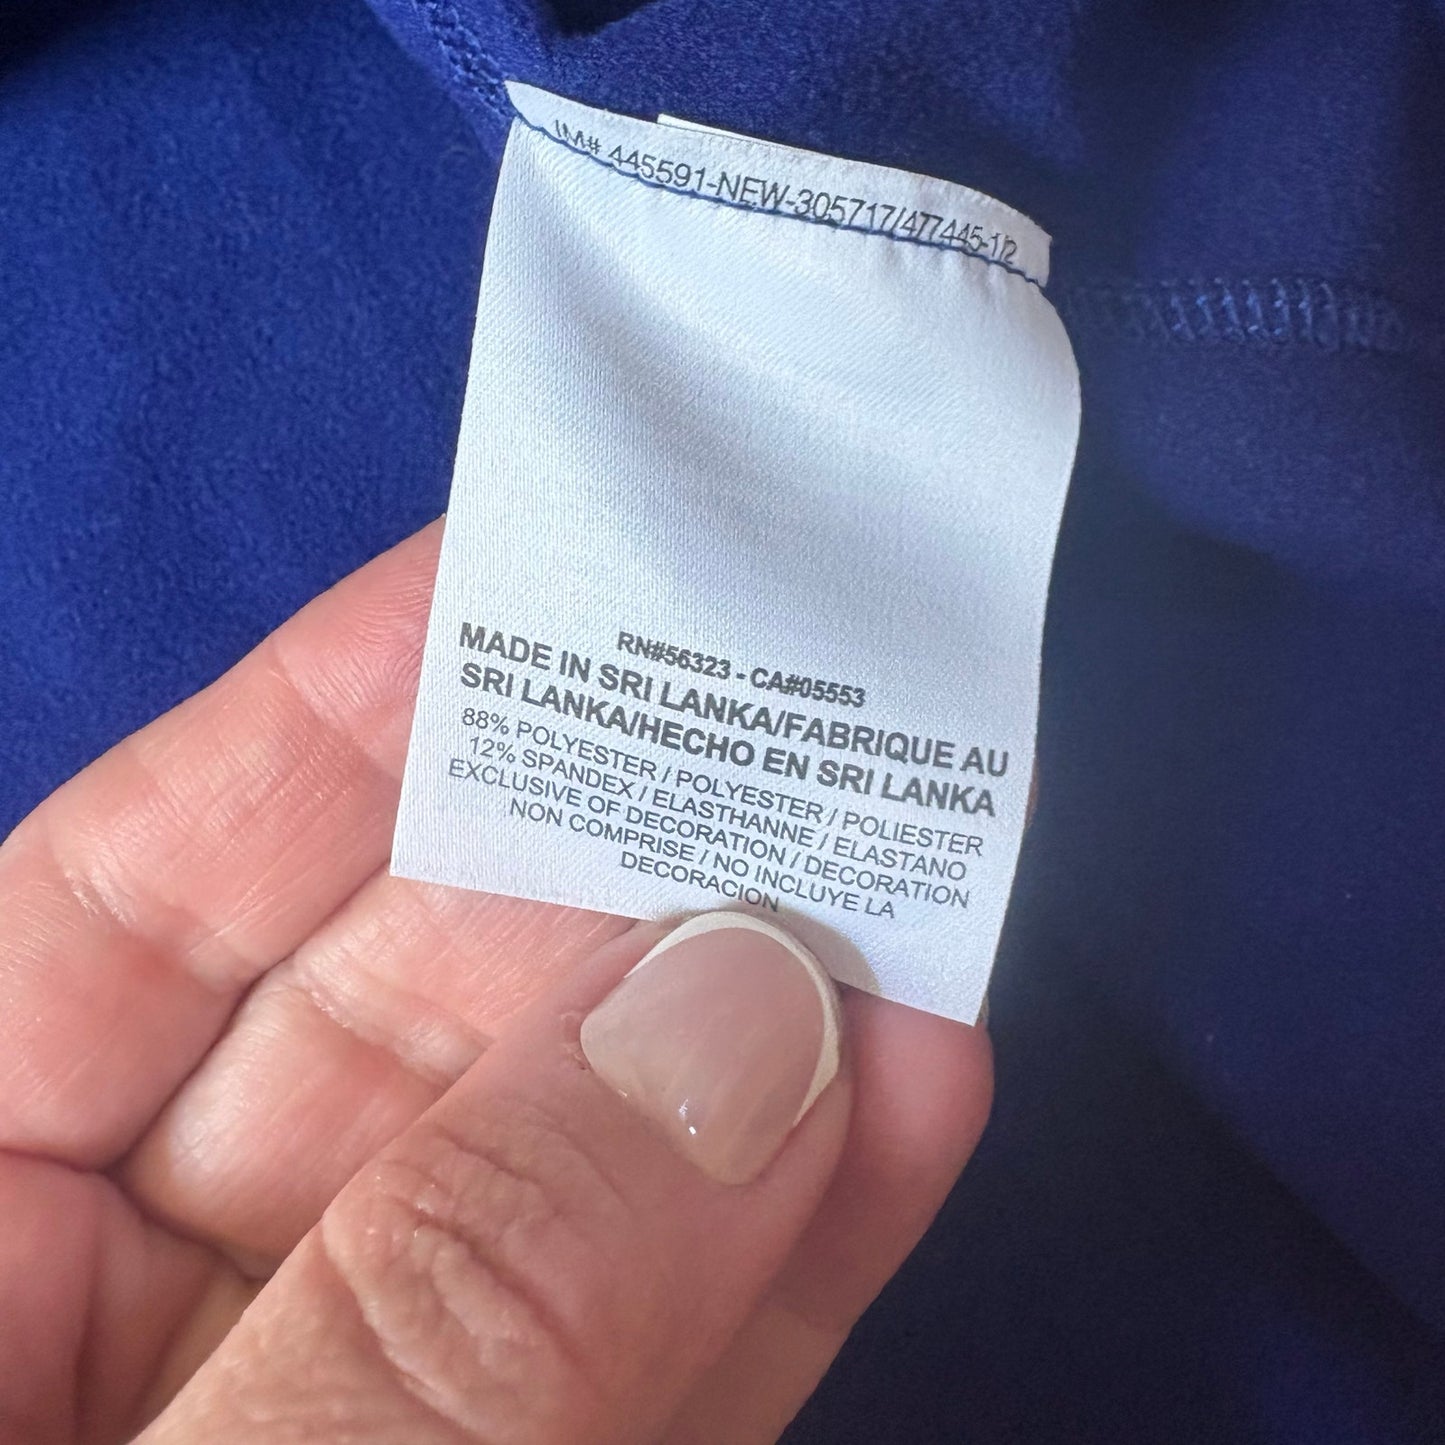 IM# 445591-NEW-305717/477445-1/2
RN#56323 - CA#05553
MADE IN SRI LANKA/FABRIQUE AU
SRI LANKA/HECHO EN SRI LANKA
88% POLYESTER / POLYESTER / POLIESTER
12% SPANDEX / ELASTHANNE / ELASTANO
EXCLUSIVE OF DECORATION / DECORATION
NON COMPRISE / NO INCLUYE LA
DECORACION